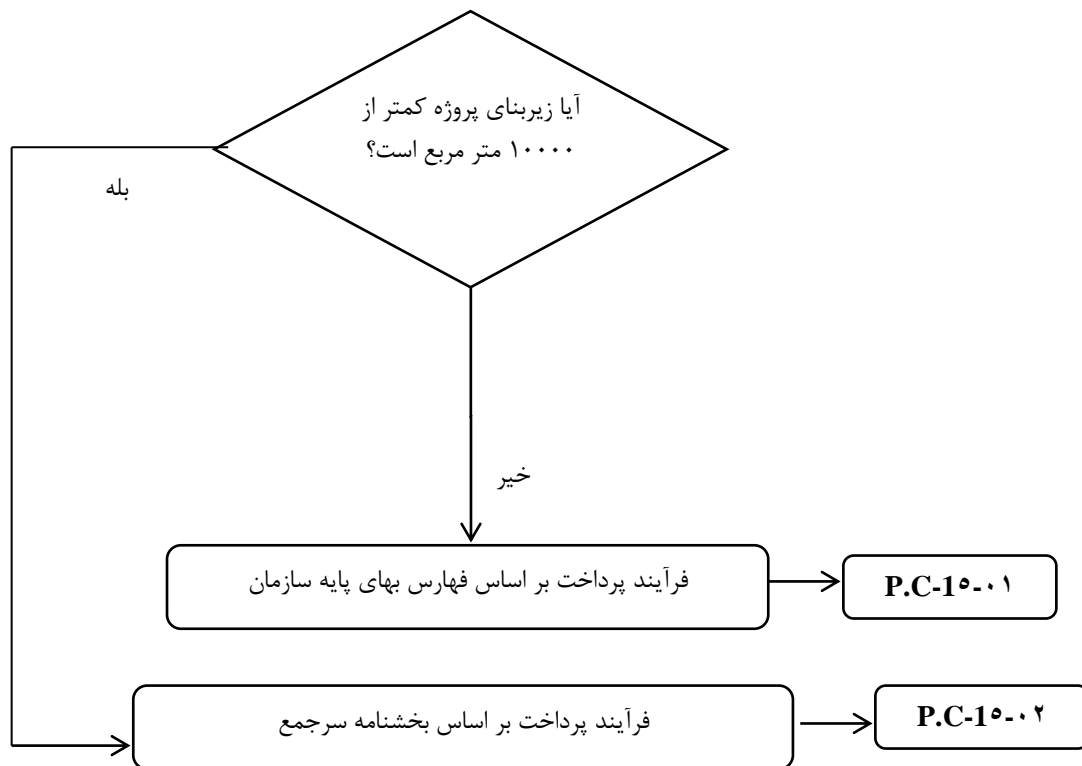 آیا زیربنای پروژه کمتر از
۱۰۰۰۰ متر مربع است؟
بله
خیر
فرآیند پرداخت بر اساس فهارس بهای پایه سازمان
P.C-1۵-۰۱
فرآیند پرداخت بر اساس بخشنامه سرجمع
P.C-1۵-۰۲